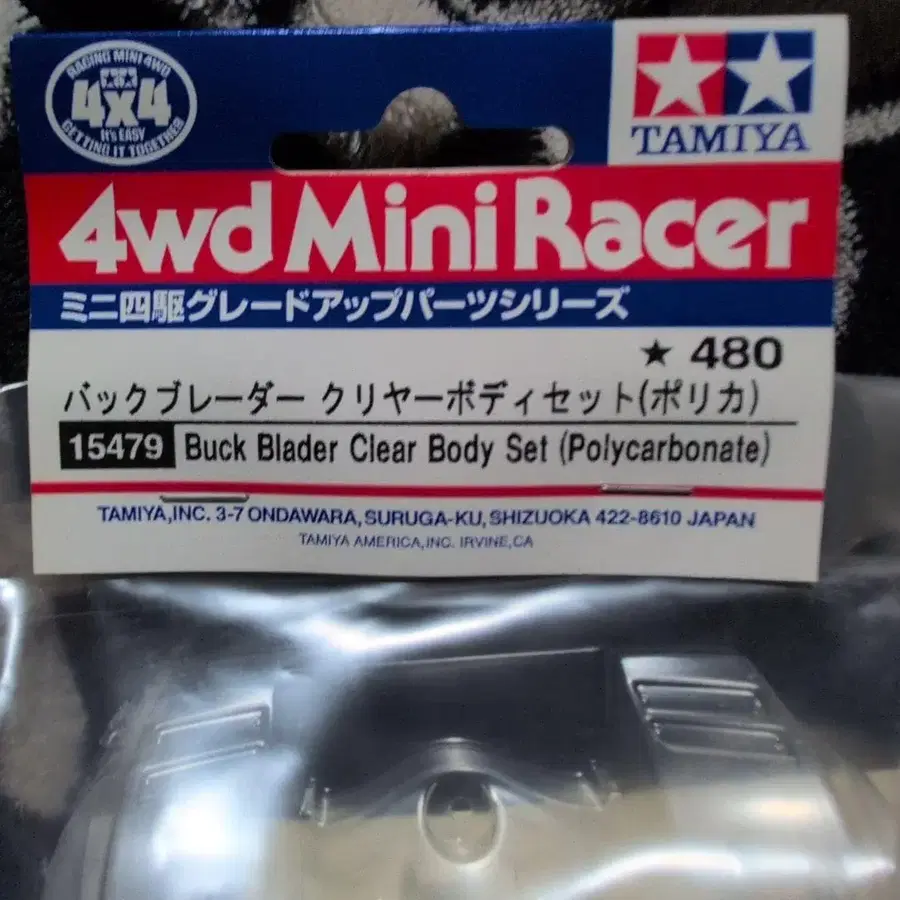 RACING MINI 4WD
4x4
It's EASY
GETTING IT TOGETHER
TAMIYA
4wd Mini Racer
ミニ四駆グレードアップパーツシリーズ
★ 480
バックブレーダー クリヤーボディセット(ポリカ)
15479 Buck Blader Clear Body Set (Polycarbonate)
TAMIYA,INC. 3-7 ONDAWARA,SURUGA-KU,SHIZUOKA 422-8610 JAPAN
TAMIYA AMERICA,INC. IRVINE,CA